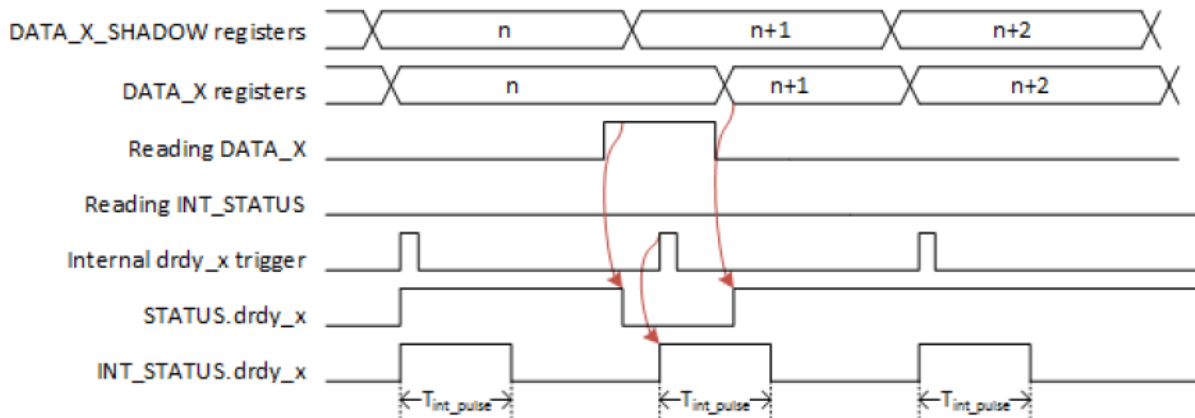 DATA_X_SHADOW registers n n+1 n+2
DATA_X registers n n+1 n+2
Reading DATA_X
Reading INT_STATUS
Internal drdy_x trigger
STATUS.drdy_x
INT_STATUS.drdy_x
Tint_pulse Tint_pulse Tint_pulse